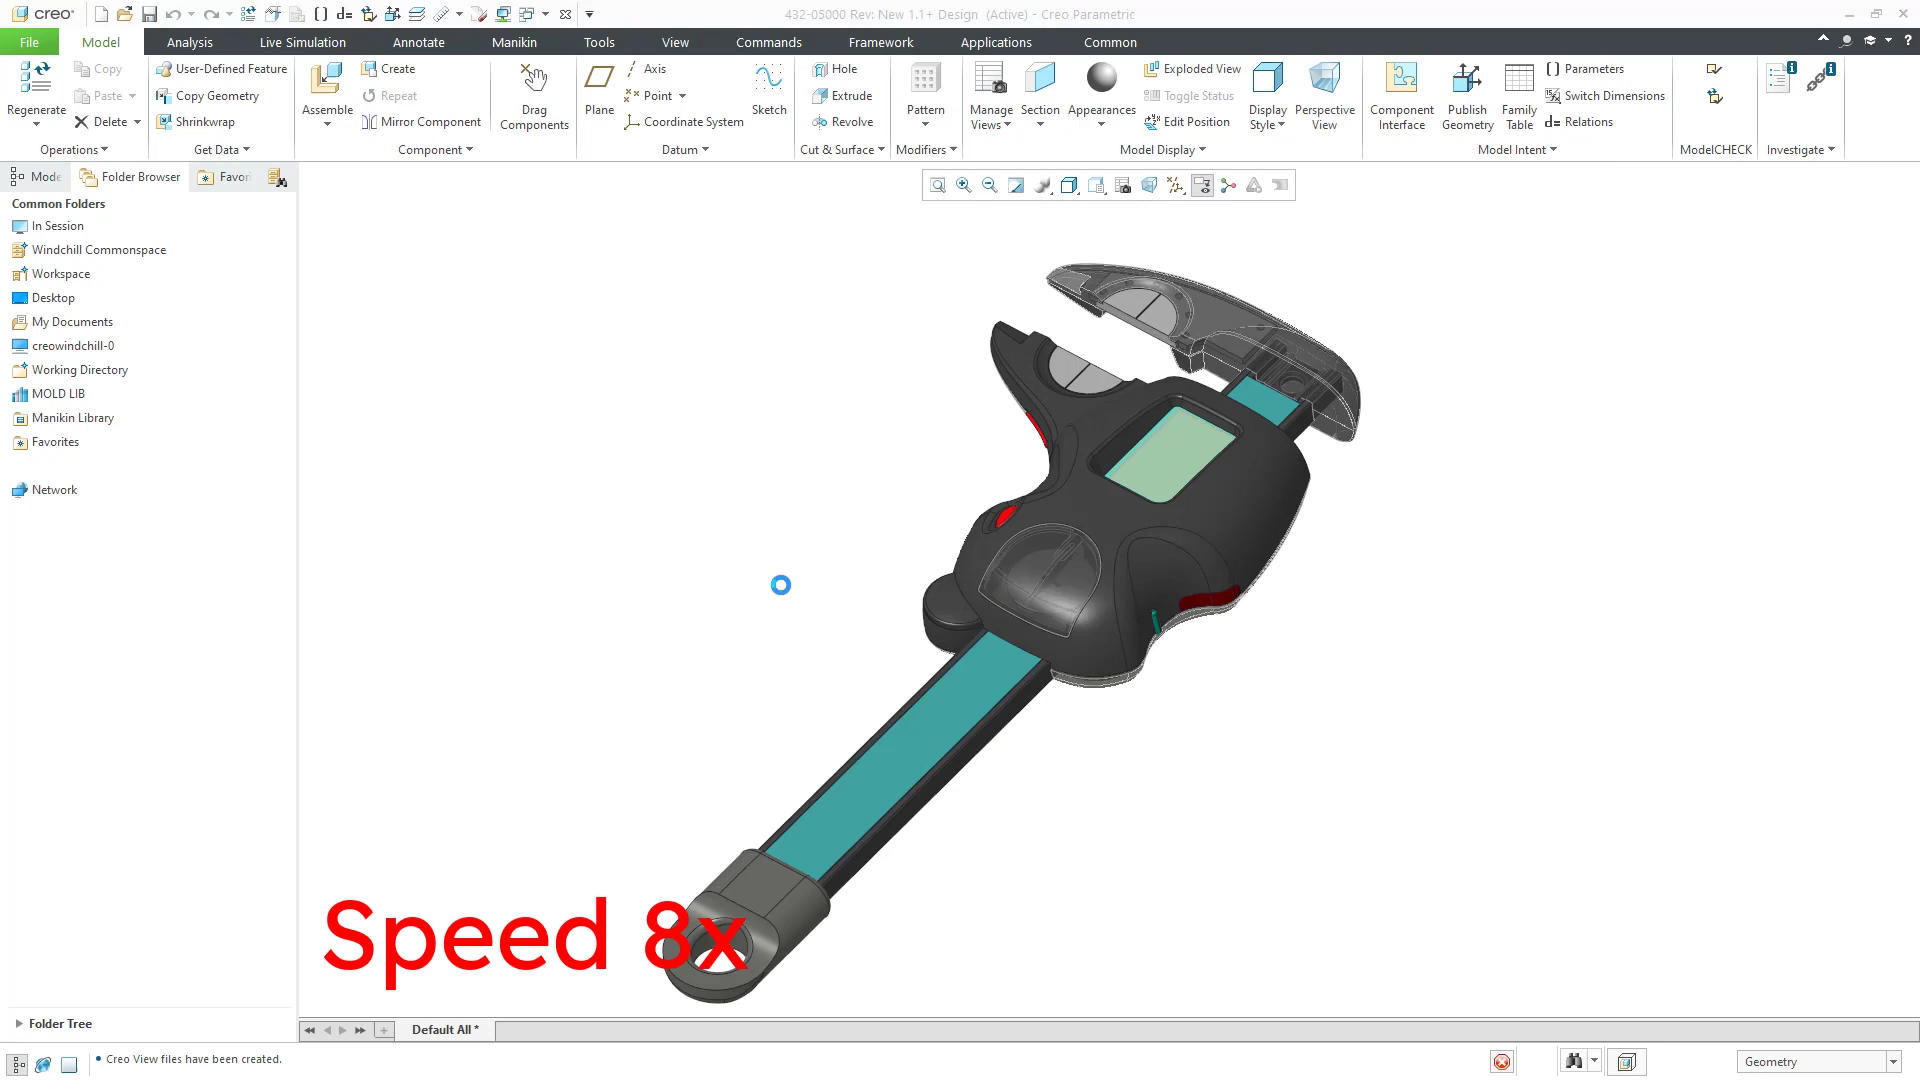 creo
432-05000 Rev: New 1.1+ Design (Active) - Creo Parametric
File
Model
Analysis
Live Simulation
Annotate
Manikin
Tools
View
Commands
Framework
Applications
Common
Regenerate
Copy
Paste
Delete
Operations
User-Defined Feature
Copy Geometry
Shrinkwrap
Get Data
Assemble
Create
Repeat
Mirror Component
Component
Drag
Components
Plane
Axis
Point
Coordinate System
Datum
Sketch
Hole
Extrude
Revolve
Cut & Surface
Pattern
Modifiers
Manage
Views
Section
Appearances
Exploded View
Toggle Status
Edit Position
Display
Style
Perspective
View
Model Display
Component
Interface
Publish
Geometry
Family
Table
Parameters
Switch Dimensions
d= Relations
Model Intent
ModelCHECK
Investigate
Mode
Folder Browser
Favori
Common Folders
In Session
Windchill Commonspace
Workspace
Desktop
My Documents
creowindchill-0
Working Directory
MOLD LIB
Manikin Library
Favorites
Network
Speed 8x
Folder Tree
Default All *
Creo View files have been created.
Geometry